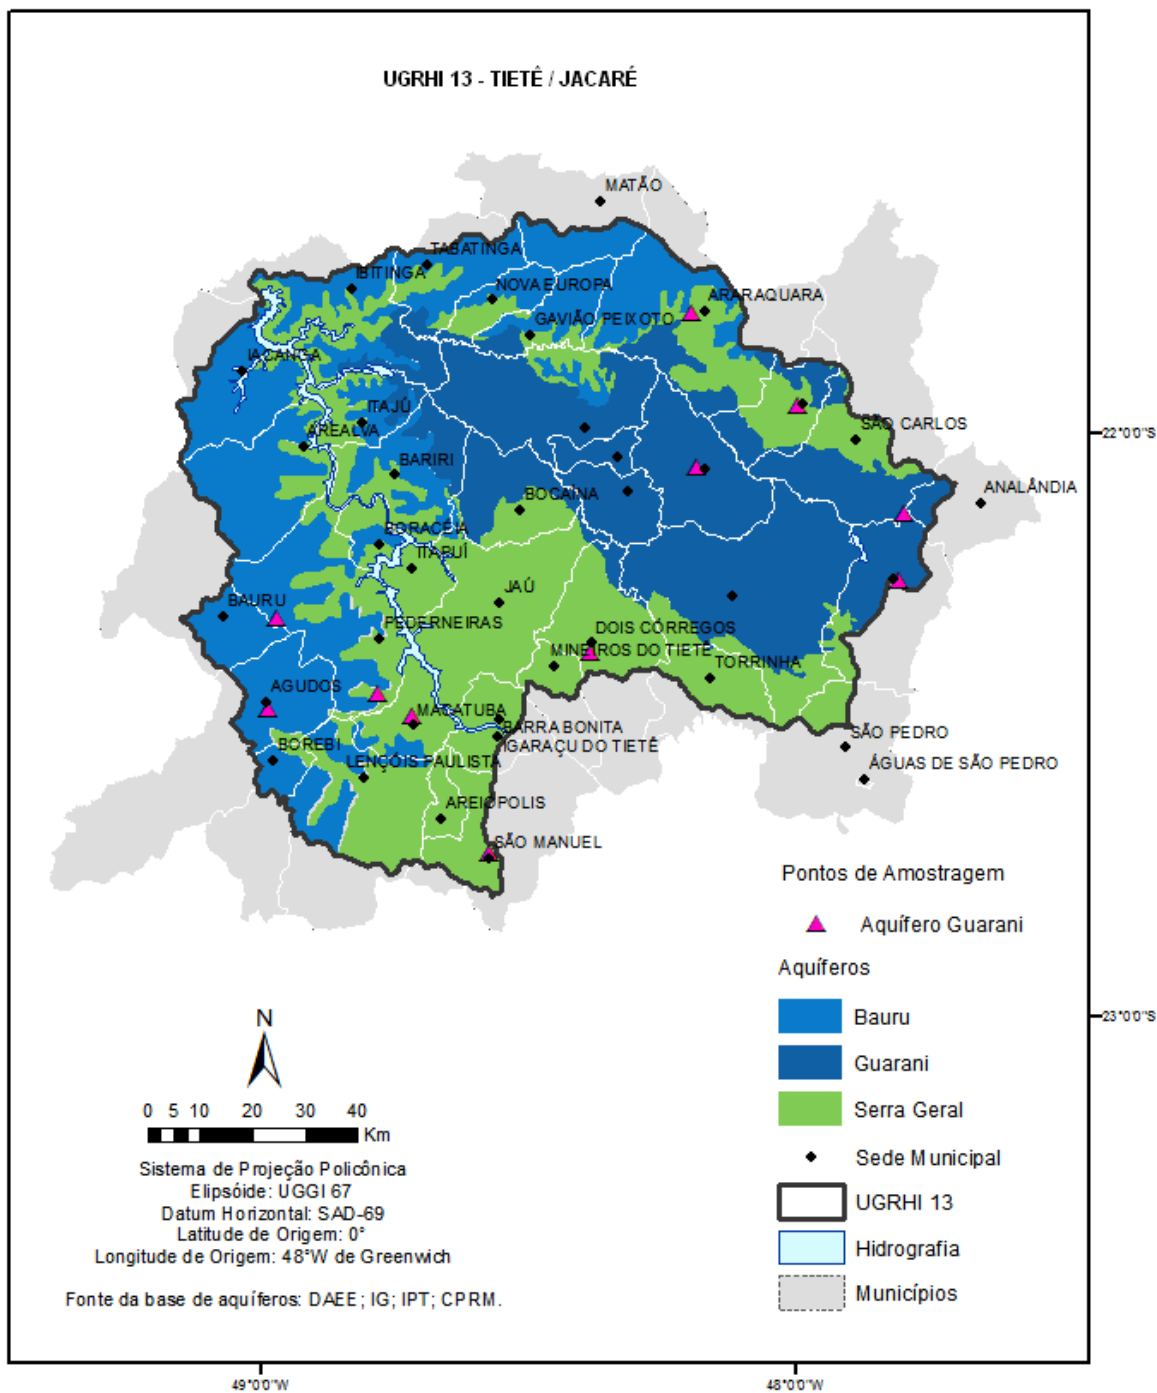 UGRHI 13 - TIETÊ / JACARÉ
MATÃO
TABATINGA
IBITINGA
NOVA EUROPA
ARARAQUARA
GAVIÃO PEIXOTO
IACANGA
ITAJÚ
AREALVA
SÃO CARLOS
22°0'0"S
BARIRI
BOCAÍNA
ANALÂNDIA
BORACÉIA
ITAPUÍ
JAÚ
BAURU
PEDERNEIRAS
DOIS CÓRREGOS
MINEIROS DO TIETÊ
TORRINHA
AGUDOS
MACATUBA
BARRA BONITA
SÃO PEDRO
BOREBI
IGARAÇU DO TIETÊ
LENÇÓIS PAULISTA
ÁGUAS DE SÃO PEDRO
AREIÓPOLIS
SÃO MANUEL
Pontos de Amostragem
Aquífero Guarani
Aquíferos
Bauru
Guarani
Serra Geral
Sede Municipal
UGRHI 13
Hidrografia
Municípios
23°0'0"S
N
0 5 10 20 30 40
Km
Sistema de Projeção Policônica
Elipsóide: UGGI 67
Datum Horizontal: SAD-69
Latitude de Origem: 0°
Longitude de Origem: 48°W de Greenwich
Fonte da base de aquíferos: DAEE; IG; IPT; CPRM.
49°0'0"W
48°0'0"W